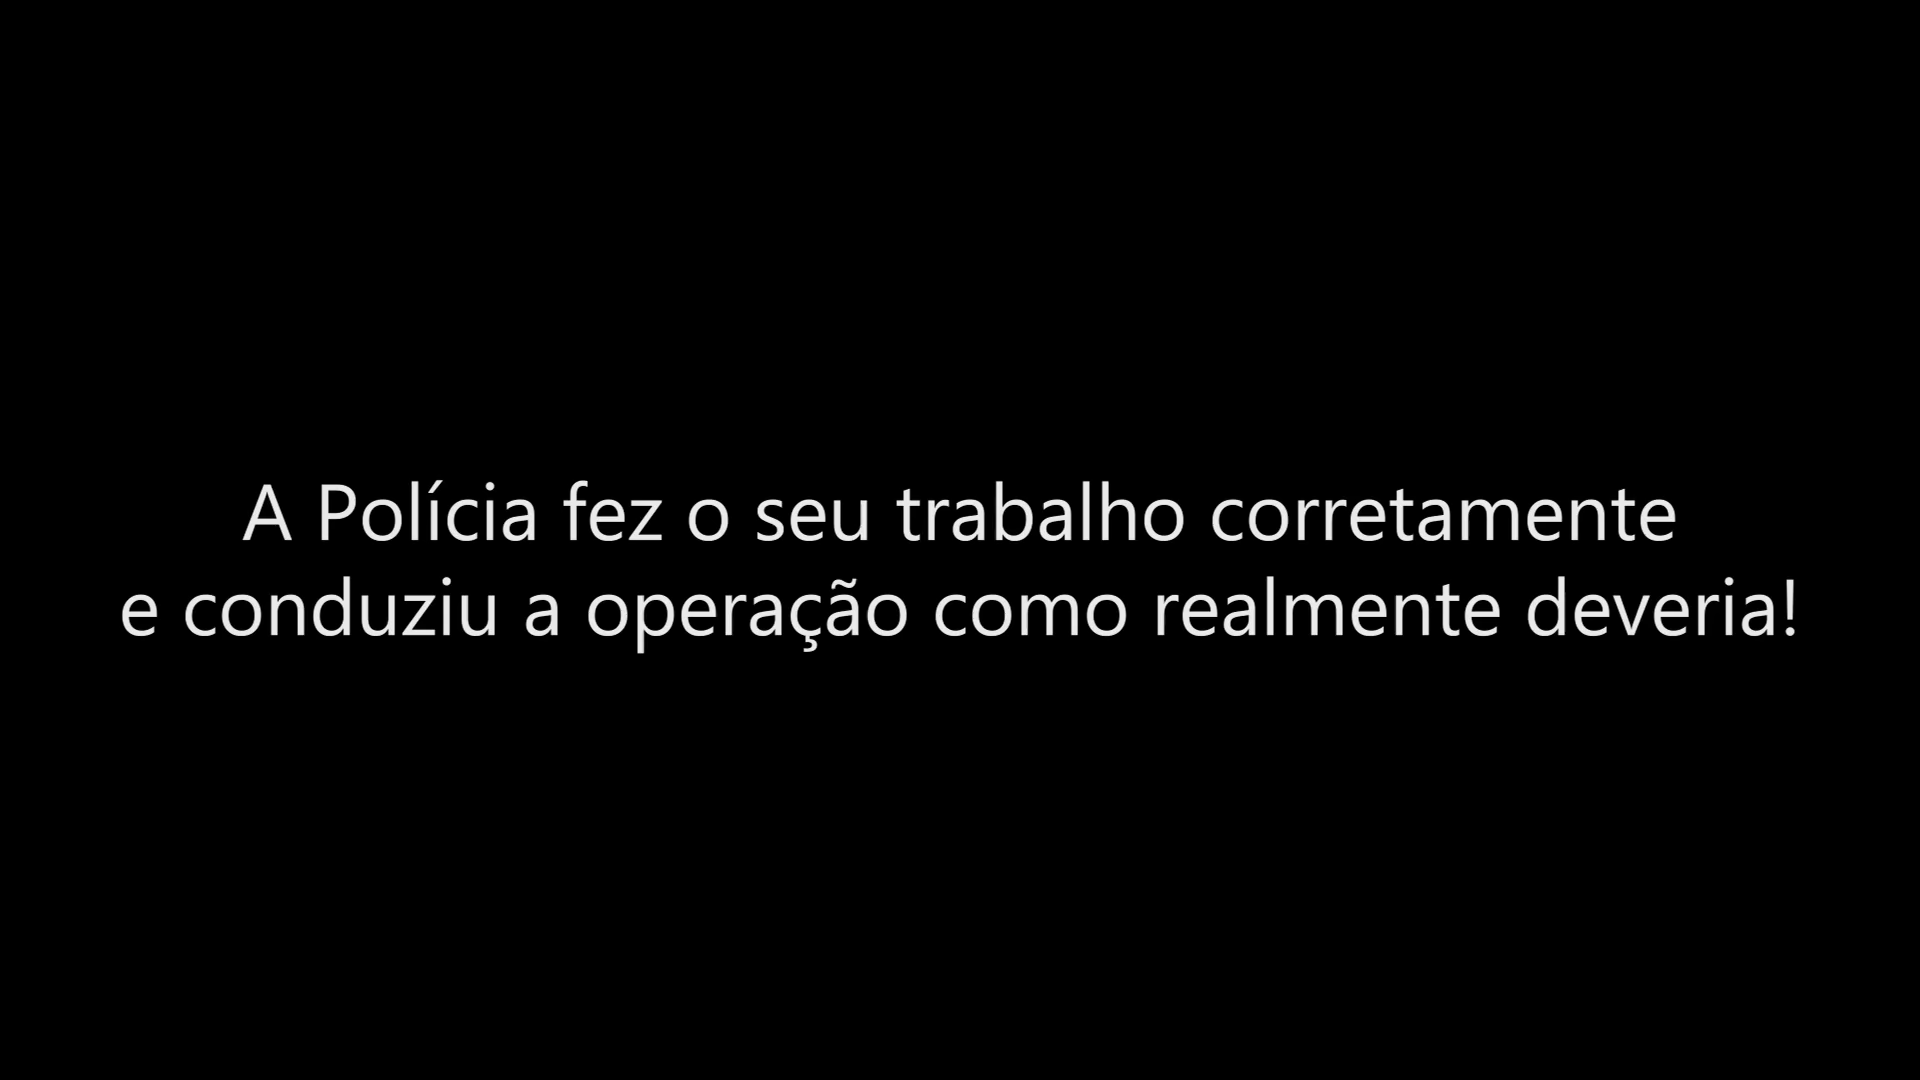 A Polícia fez o seu trabalho corretamente
e conduziu a operação como realmente deveria!